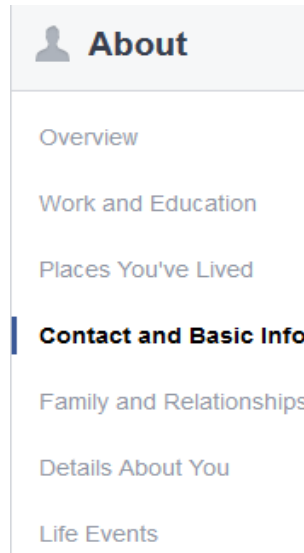 About
Overview
Work and Education
Places You've Lived
Contact and Basic Info
Family and Relationships
Details About You
Life Events